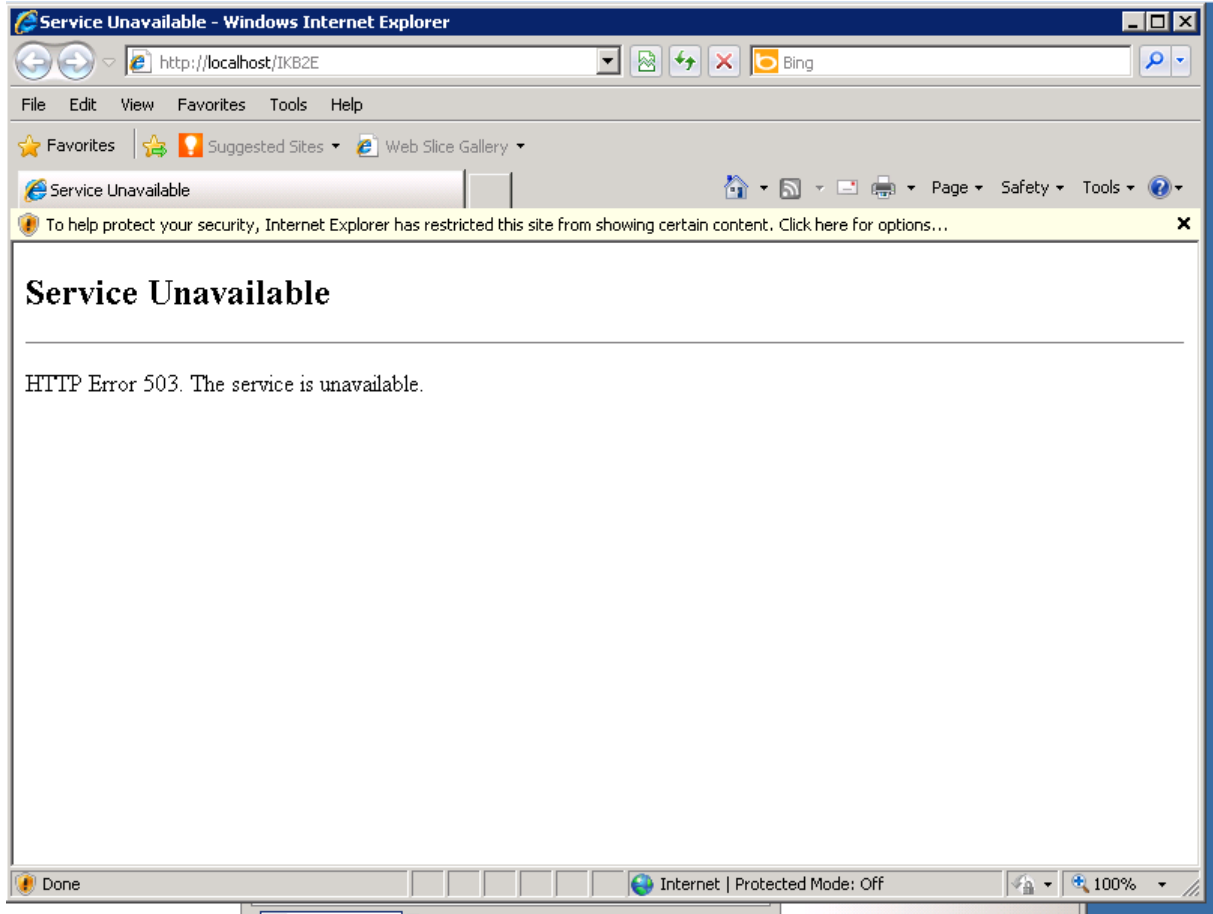 Service Unavailable - Windows Internet Explorer
http://localhost/IKB2E
Bing
File Edit View Favorites Tools Help
Favorites Suggested Sites Web Slice Gallery
Service Unavailable Page Safety Tools
To help protect your security, Internet Explorer has restricted this site from showing certain content. Click here for options...
Service Unavailable
HTTP Error 503. The service is unavailable.
Done Internet | Protected Mode: Off 100%